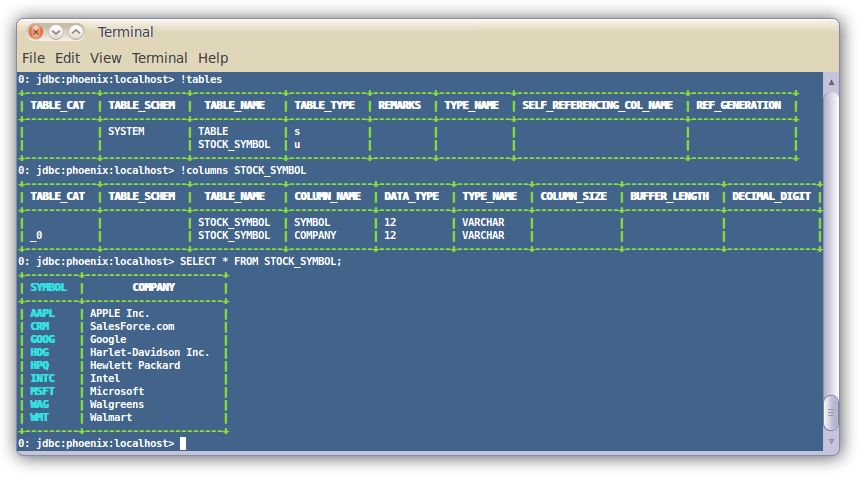 Terminal
File Edit View Terminal Help
0: jdbc:phoenix:localhost> !tables
| TABLE_CAT | TABLE_SCHEM | TABLE_NAME | TABLE_TYPE | REMARKS | TYPE_NAME | SELF_REFERENCING_COL_NAME | REF_GENERATION |
| | SYSTEM | TABLE | s | | | | |
| | | STOCK_SYMBOL | u | | | | |
0: jdbc:phoenix:localhost> !columns STOCK_SYMBOL
| TABLE_CAT | TABLE_SCHEM | TABLE_NAME | COLUMN_NAME | DATA_TYPE | TYPE_NAME | COLUMN_SIZE | BUFFER_LENGTH | DECIMAL_DIGIT |
| | | STOCK_SYMBOL | SYMBOL | 12 | VARCHAR | | | |
| _0 | | STOCK_SYMBOL | COMPANY | 12 | VARCHAR | | | |
0: jdbc:phoenix:localhost> SELECT * FROM STOCK_SYMBOL;
| SYMBOL | COMPANY |
| AAPL | APPLE Inc. |
| CRM | SalesForce.com |
| GOOG | Google |
| HOG | Harlet-Davidson Inc. |
| HPQ | Hewlett Packard |
| INTC | Intel |
| MSFT | Microsoft |
| WAG | Walgreens |
| WMT | Walmart |
0: jdbc:phoenix:localhost>